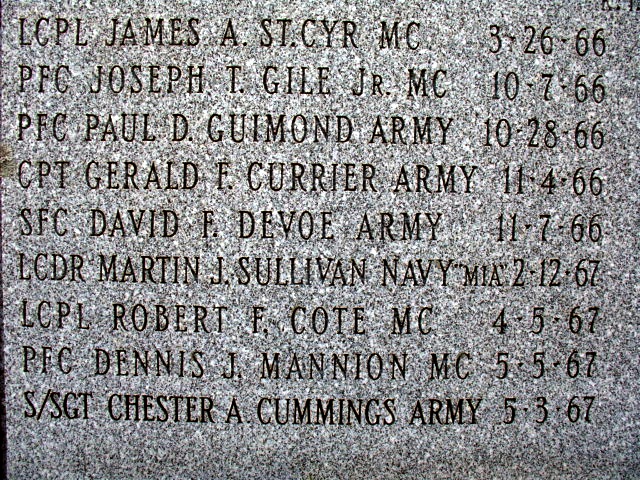 LCPL JAMES A. ST.CYR MC 3-26-66
PFC JOSEPH T. GILE JR. MC 10-7-66
PFC PAUL D. GUIMOND ARMY 10-28-66
CPT GERALD F. CURRIER ARMY 11-4-66
SFC DAVID F. DEVOE ARMY 11-7-66
LCDR MARTIN J. SULLIVAN NAVY "MIA" 2-12-67
LCPL ROBERT F. COTE MC 4-5-67
PFC DENNIS J. MANNION MC 5-5-67
S/SGT CHESTER A. CUMMINGS ARMY 5-3-67